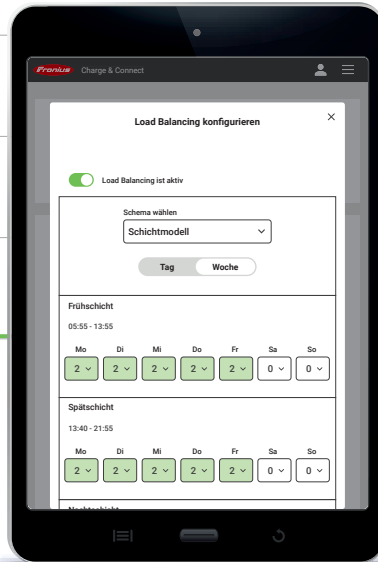 Fronius Charge & Connect
Load Balancing konfigurieren
Load Balancing ist aktiv
Schema wählen
Schichtmodell
Tag Woche
Frühschicht
05:55 - 13:55
Mo Di Mi Do Fr Sa So
2 2 2 2 2 0 0
Spätschicht
13:40 - 21:55
Mo Di Mi Do Fr Sa So
2 2 2 2 2 0 0
Nachtschicht